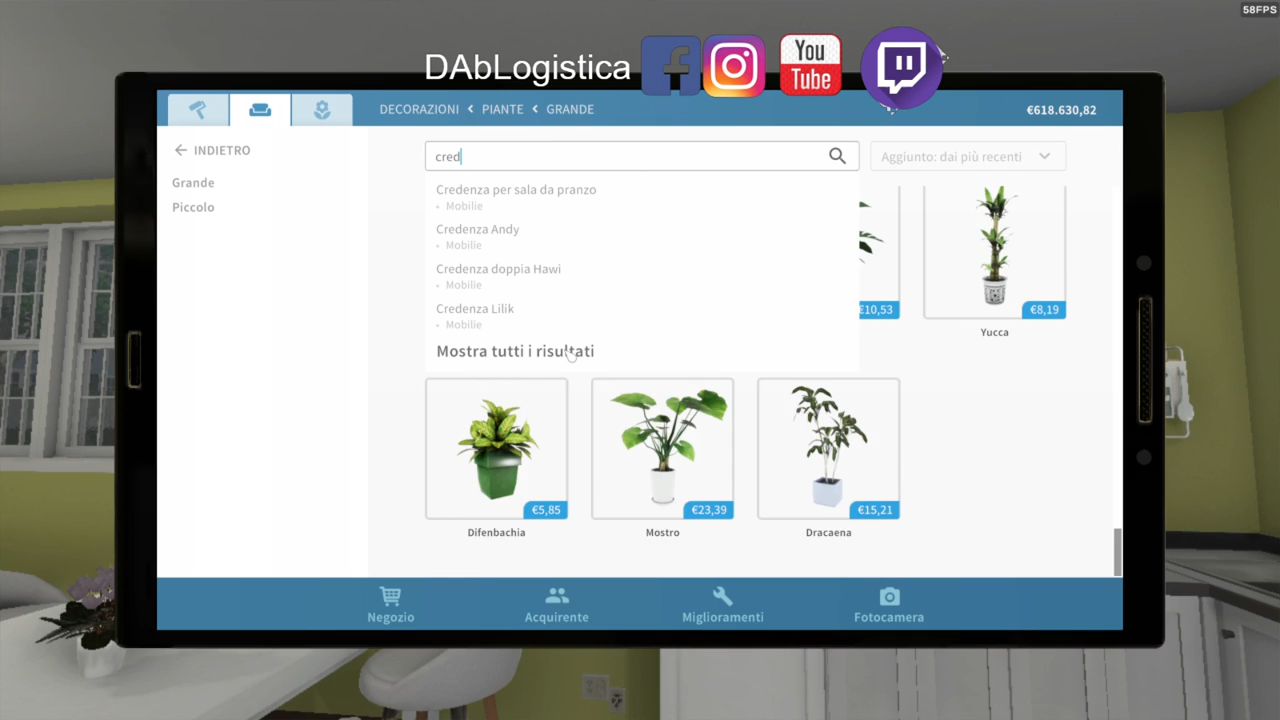 58FPS
DAbLogistica
You
Tube
DECORAZIONI < PIANTE < GRANDE
€618.630,82
INDIETRO
Grande
Piccolo
cred
Aggiunto: dai più recenti
Credenza per sala da pranzo
• Mobilie
Credenza Andy
• Mobilie
Credenza doppia Hawi
• Mobilie
Credenza Lilik
• Mobilie
Mostra tutti i risultati
€10,53
€8,19
Yucca
€5,85
€23,39
€15,21
Difenbachia
Mostro
Dracaena
Negozio
Acquirente
Miglioramenti
Fotocamera